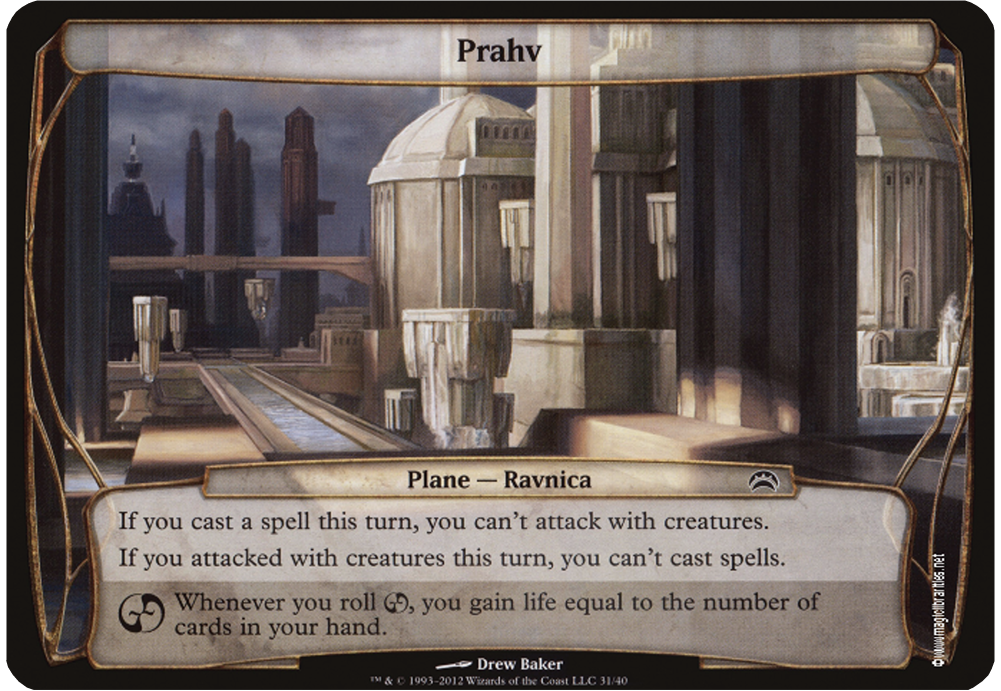 Prahv
Plane — Ravnica
If you cast a spell this turn, you can't attack with creatures.
If you attacked with creatures this turn, you can't cast spells.
Whenever you roll , you gain life equal to the number of
cards in your hand.
Drew Baker
™ & © 1993–2012 Wizards of the Coast LLC 31/40
©www.magiclibrarities.net